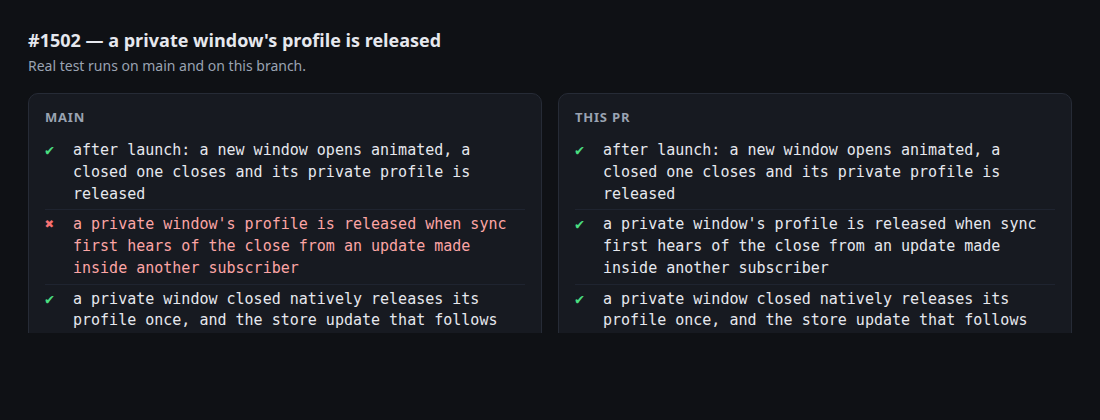 #1502 — a private window's profile is released
Real test runs on main and on this branch.
MAIN
✔ after launch: a new window opens animated, a
closed one closes and its private profile is
released
✖ a private window's profile is released when sync
first hears of the close from an update made
inside another subscriber
✔ a private window closed natively releases its
profile once, and the store update that follows
THIS PR
✔ after launch: a new window opens animated, a
closed one closes and its private profile is
released
✔ a private window's profile is released when sync
first hears of the close from an update made
inside another subscriber
✔ a private window closed natively releases its
profile once, and the store update that follows